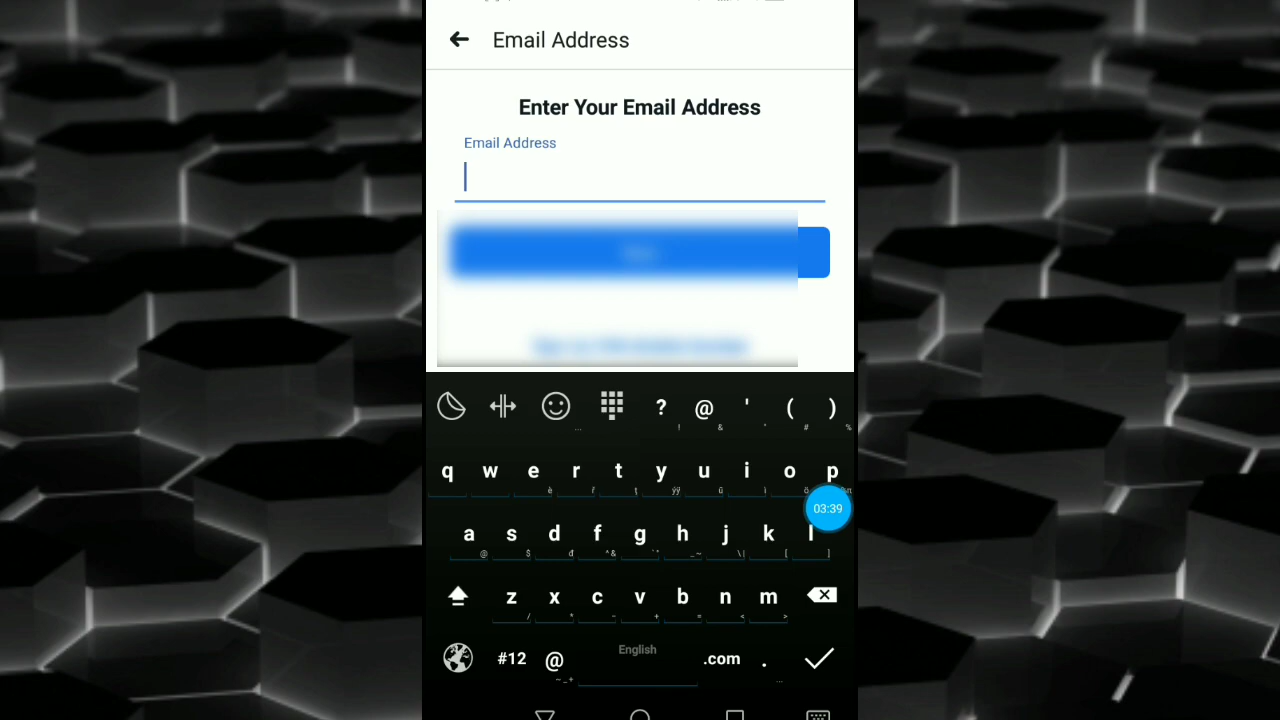 Email Address
Enter Your Email Address
Email Address
? @ ' ( )
! & " # %
q w e r t y u i o p
a s d f g h j k l
03:39
z x c v b n m
#12 @ English .com .